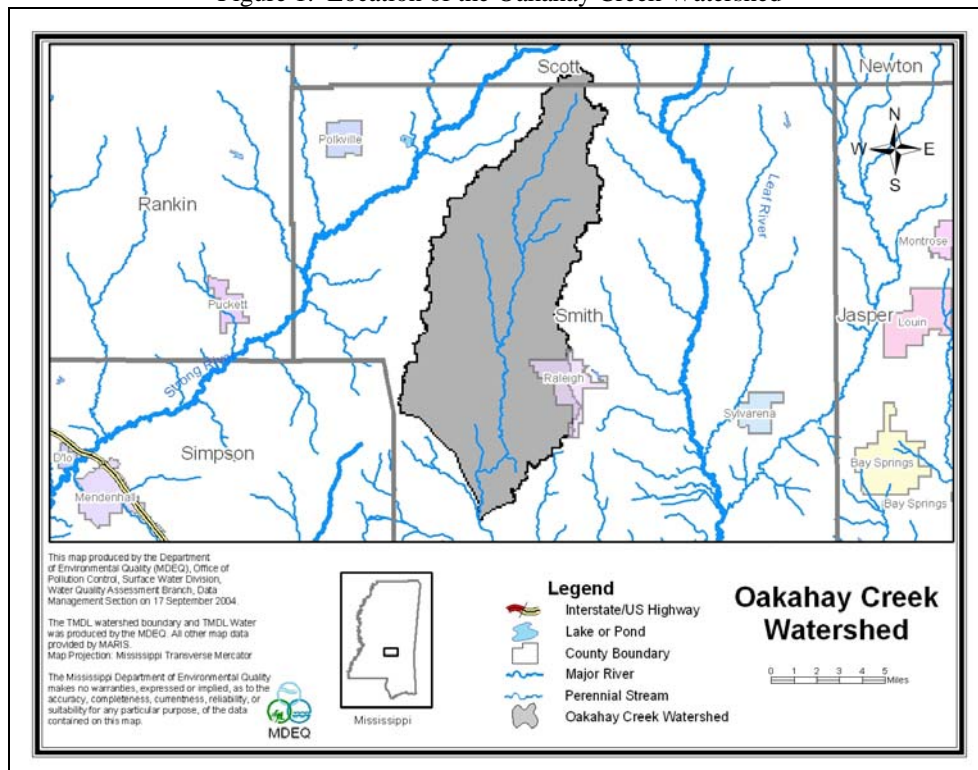 Figure 1. Location of the Oakahay Creek Watershed
Scott
Newton
Polkville
N
W E
S
Rankin
Leaf River
Montrose
Puckett
Smith
Jasper
Louin
Strong River
Raleigh
Sylvarena
Simpson
D'lo
Bay Springs
Mendenhall
Bay Springs
This map produced by the Department
of Environmental Quality (MDEQ), Office of
Pollution Control, Surface Water Division,
Water Quality Assessment Branch, Data
Management Section on 17 September 2004.
The TMDL watershed boundary and TMDL Water
was produced by the MDEQ. All other map data
provided by MARIS.
Map Projection: Mississippi Transverse Mercator
The Mississippi Department of Environmental Quality
makes no warranties, expressed or implied, as to the
accuracy, completeness, currentness, reliability, or
suitability for any particular purpose, of the data
contained on this map.
MDEQ
Mississippi
Legend
Interstate/US Highway
Lake or Pond
County Boundary
Major River
Perennial Stream
Oakahay Creek Watershed
Oakahay Creek
Watershed
0 1 2 3 4 5
Miles